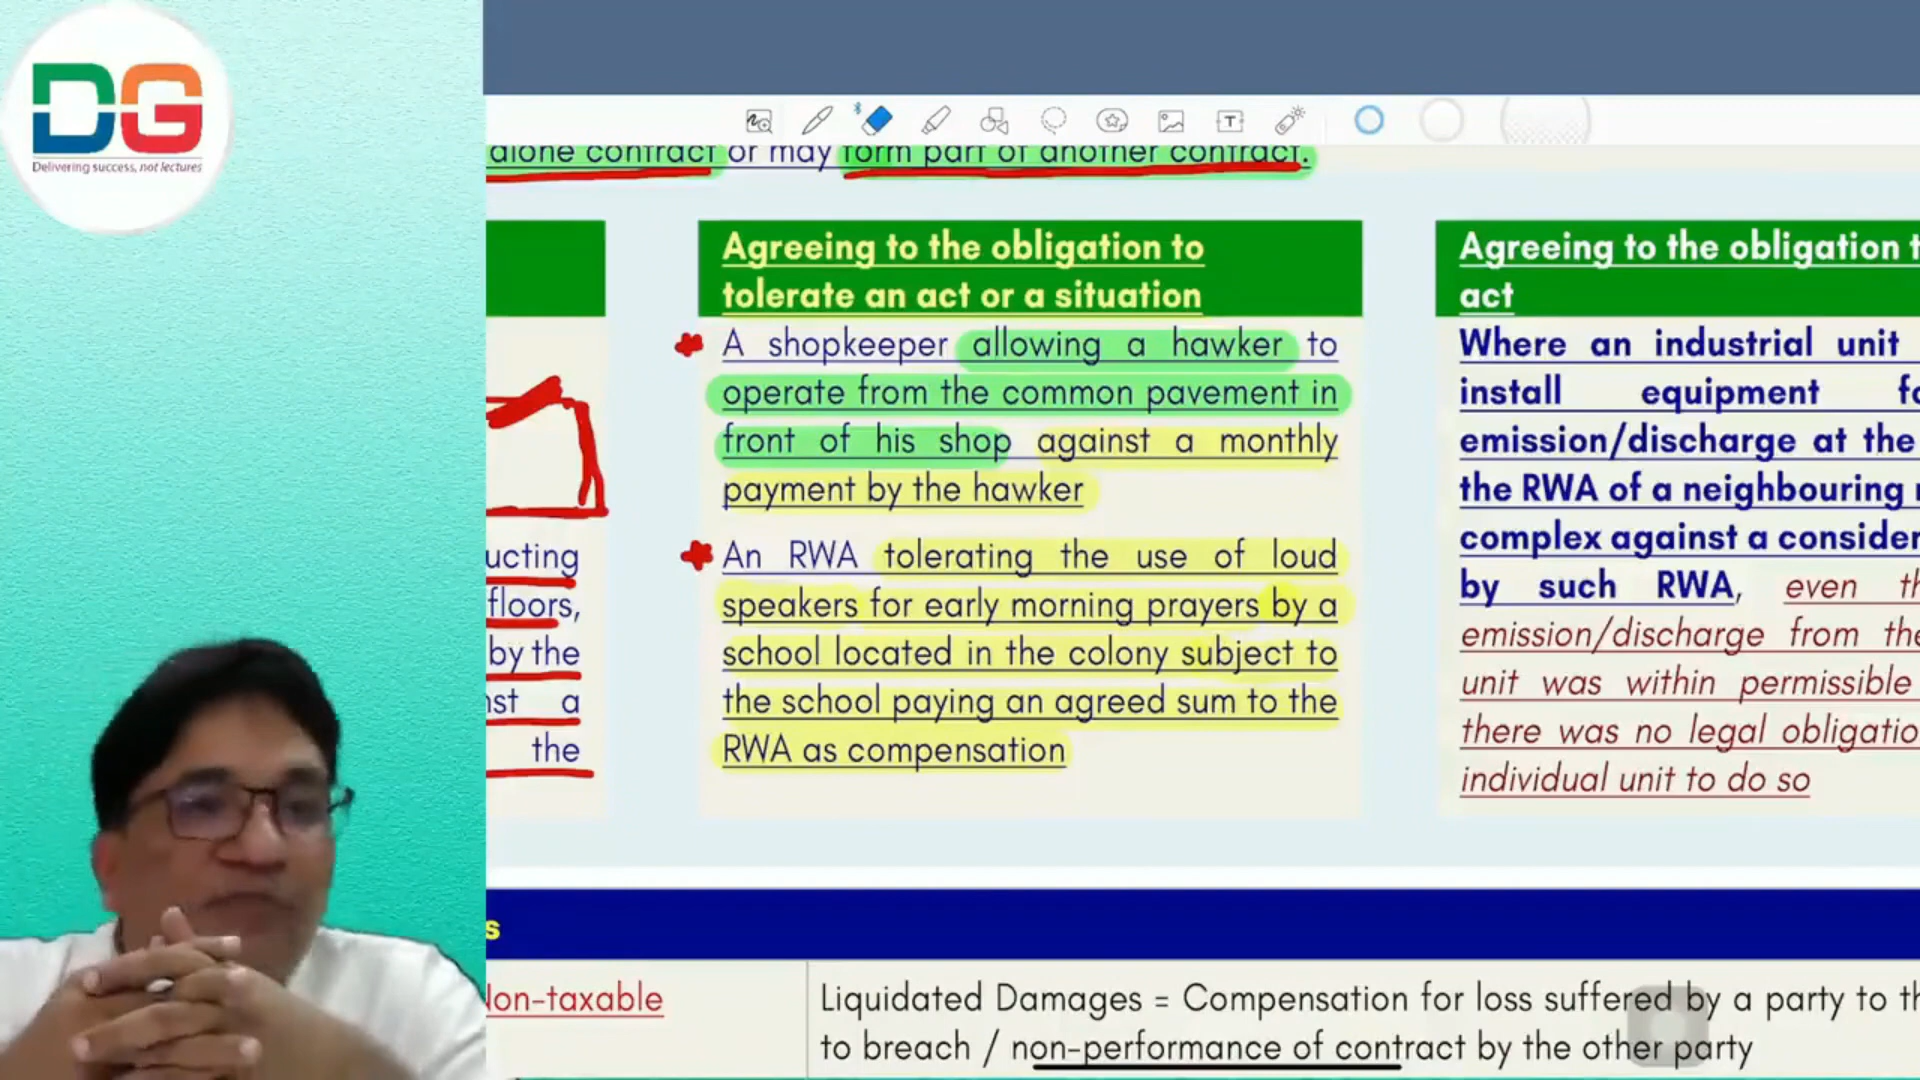 DG
Delivering success, not lectures
alone contract or may form part of another contract.
ucting
floors,
by the
st a
the
Agreeing to the obligation to
tolerate an act or a situation
A shopkeeper allowing a hawker to
operate from the common pavement in
front of his shop against a monthly
payment by the hawker
An RWA tolerating the use of loud
speakers for early morning prayers by a
school located in the colony subject to
the school paying an agreed sum to the
RWA as compensation
Agreeing to the obligation t
act
Where an industrial unit
install equipment fo
emission/discharge at the
the RWA of a neighbouring
complex against a consider
by such RWA, even th
emission/discharge from the
unit was within permissible
there was no legal obligatio
individual unit to do so
s
Non-taxable
Liquidated Damages = Compensation for loss suffered by a party to th
to breach / non-performance of contract by the other party